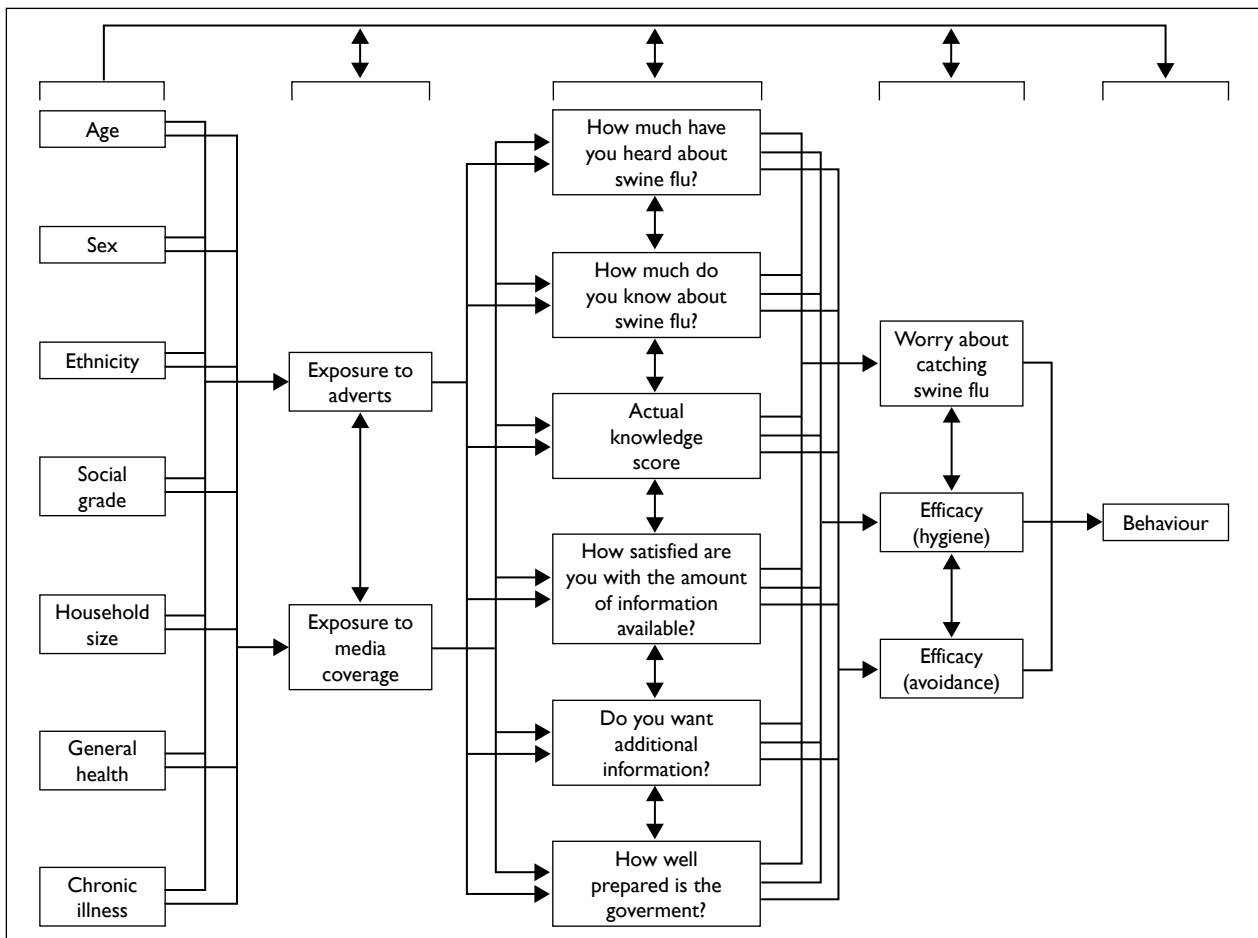 Age
Sex
Ethnicity
Social
grade
Household
size
General
health
Chronic
illness
Exposure to
adverts
Exposure to
media
coverage
How much have
you heard about
swine flu?
How much do
you know about
swine flu?
Actual
knowledge
score
How satisfied are
you with the amount
of information
available?
Do you want
additional
information?
How well
prepared is the
goverment?
Worry about
catching
swine flu
Efficacy
(hygiene)
Efficacy
(avoidance)
Behaviour